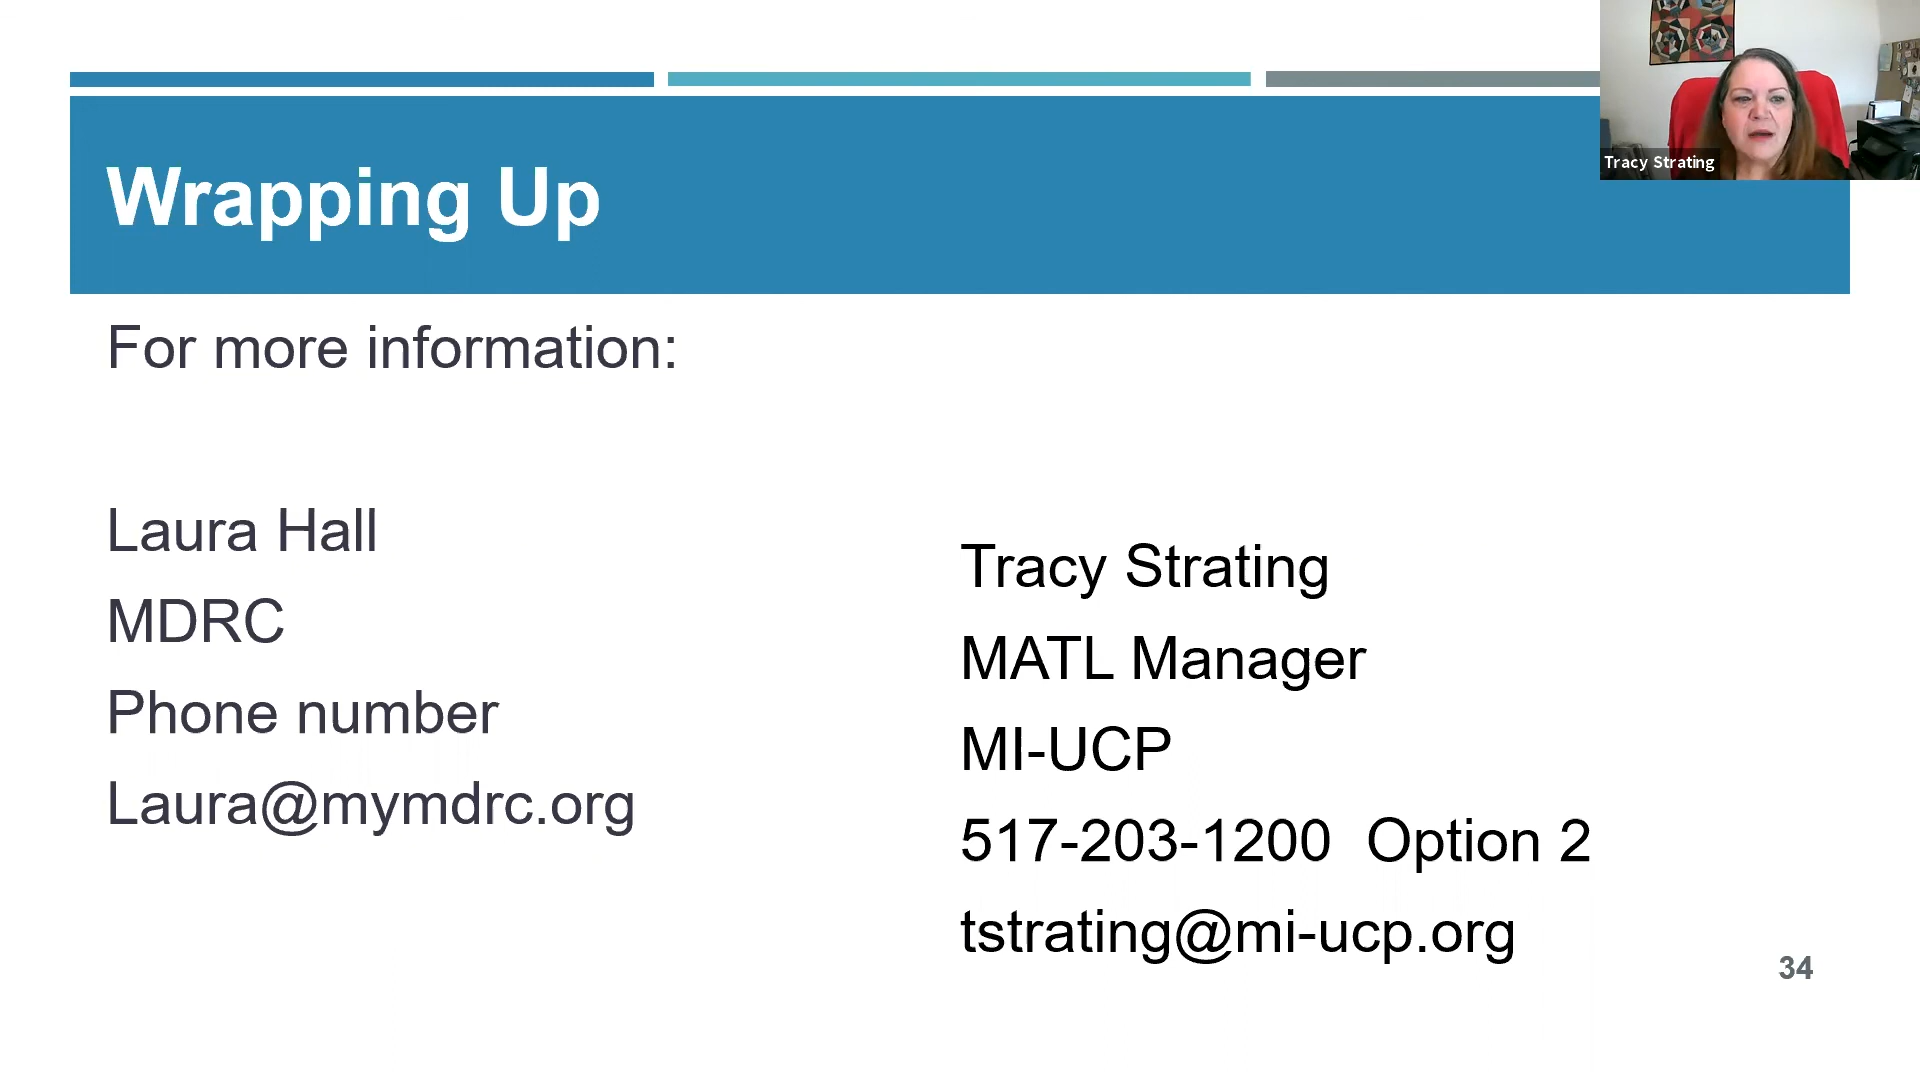 Tracy Strating
Wrapping Up
For more information:
Laura Hall
MDRC
Phone number
Laura@mymdrc.org
Tracy Strating
MATL Manager
MI-UCP
517-203-1200  Option 2
tstrating@mi-ucp.org
34